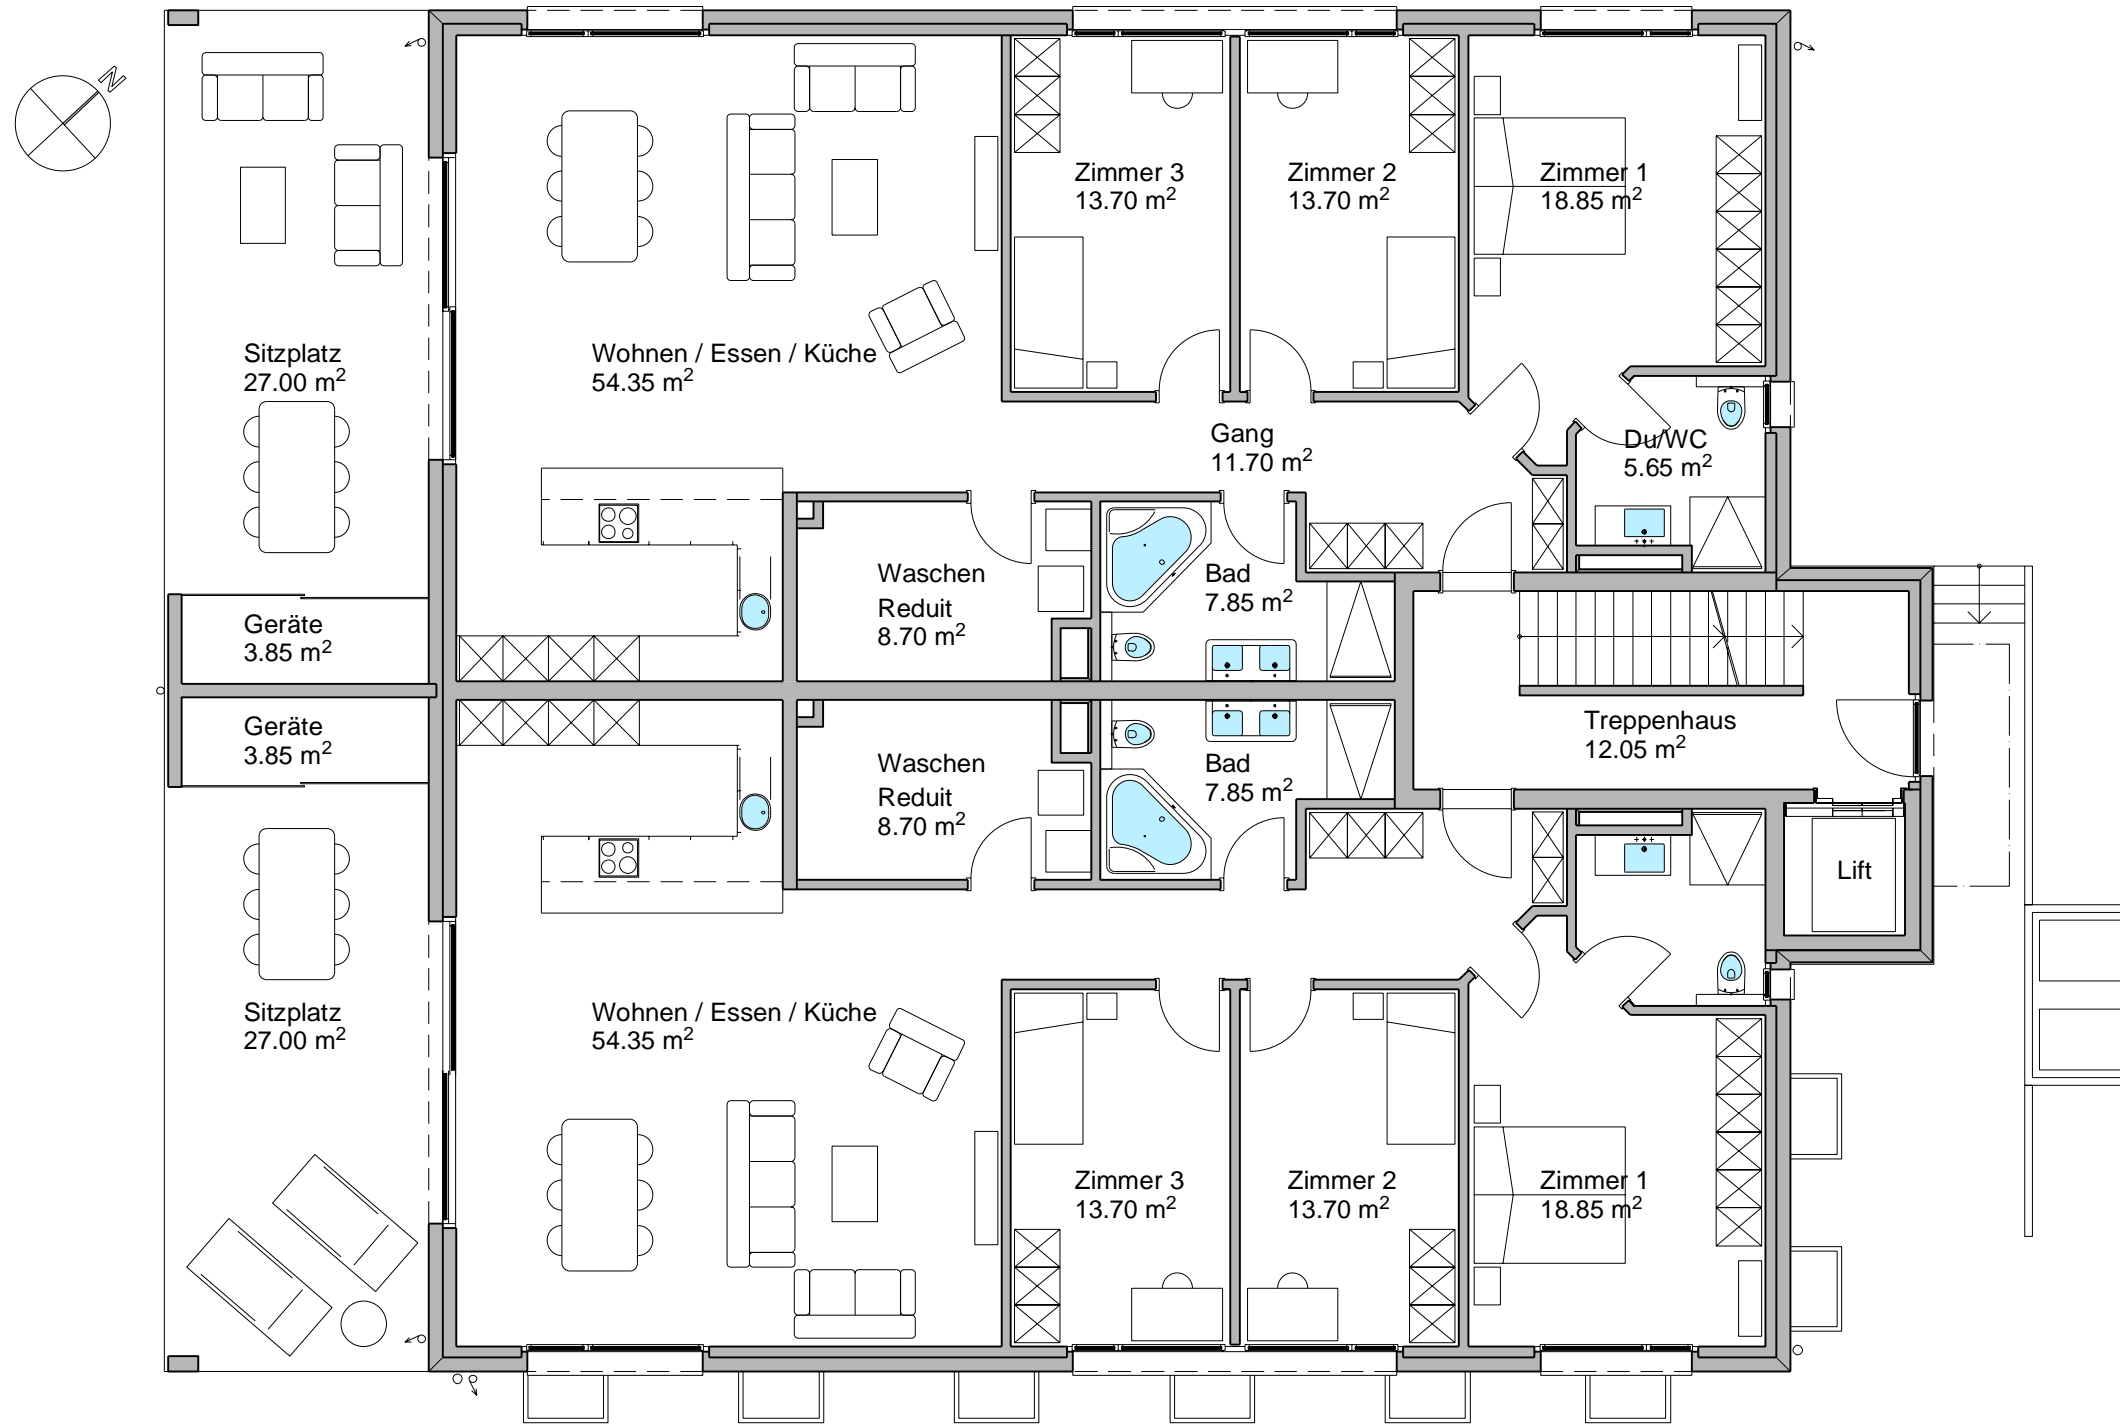 N
Zimmer 3
13.70 m²
Zimmer 2
13.70 m²
Zimmer 1
18.85 m²
Sitzplatz
27.00 m²
Wohnen / Essen / Küche
54.35 m²
Gang
11.70 m²
Du/WC
5.65 m²
Geräte
3.85 m²
Waschen
Reduit
8.70 m²
Bad
7.85 m²
Geräte
3.85 m²
Waschen
Reduit
8.70 m²
Bad
7.85 m²
Treppenhaus
12.05 m²
Lift
Sitzplatz
27.00 m²
Wohnen / Essen / Küche
54.35 m²
Zimmer 3
13.70 m²
Zimmer 2
13.70 m²
Zimmer 1
18.85 m²